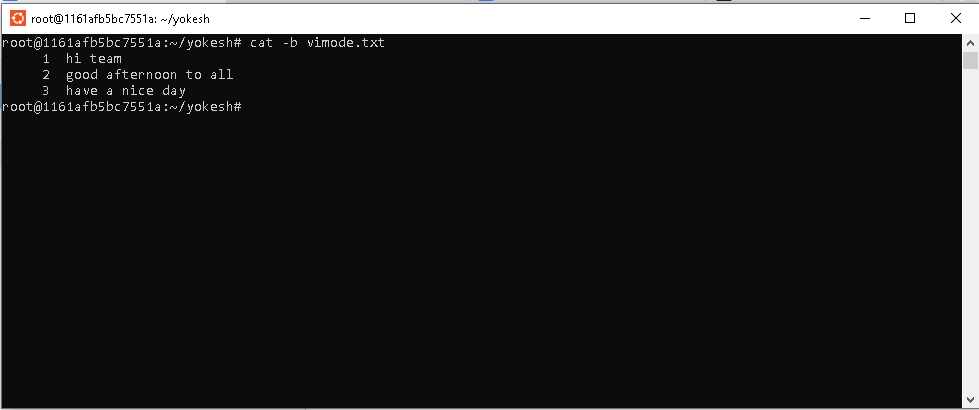 root@1161afb5bc7551a: ~/yokesh
root@1161afb5bc7551a:~/yokesh# cat -b vimode.txt
     1  hi team
     2  good afternoon to all
     3  have a nice day
root@1161afb5bc7551a:~/yokesh#